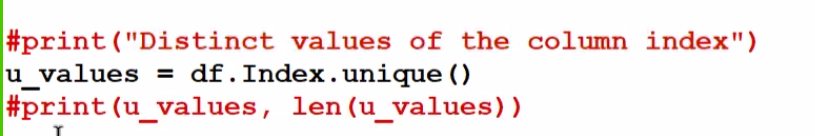 #print("Distinct values of the column index")
u_values = df.Index.unique()
#print(u_values, len(u_values))